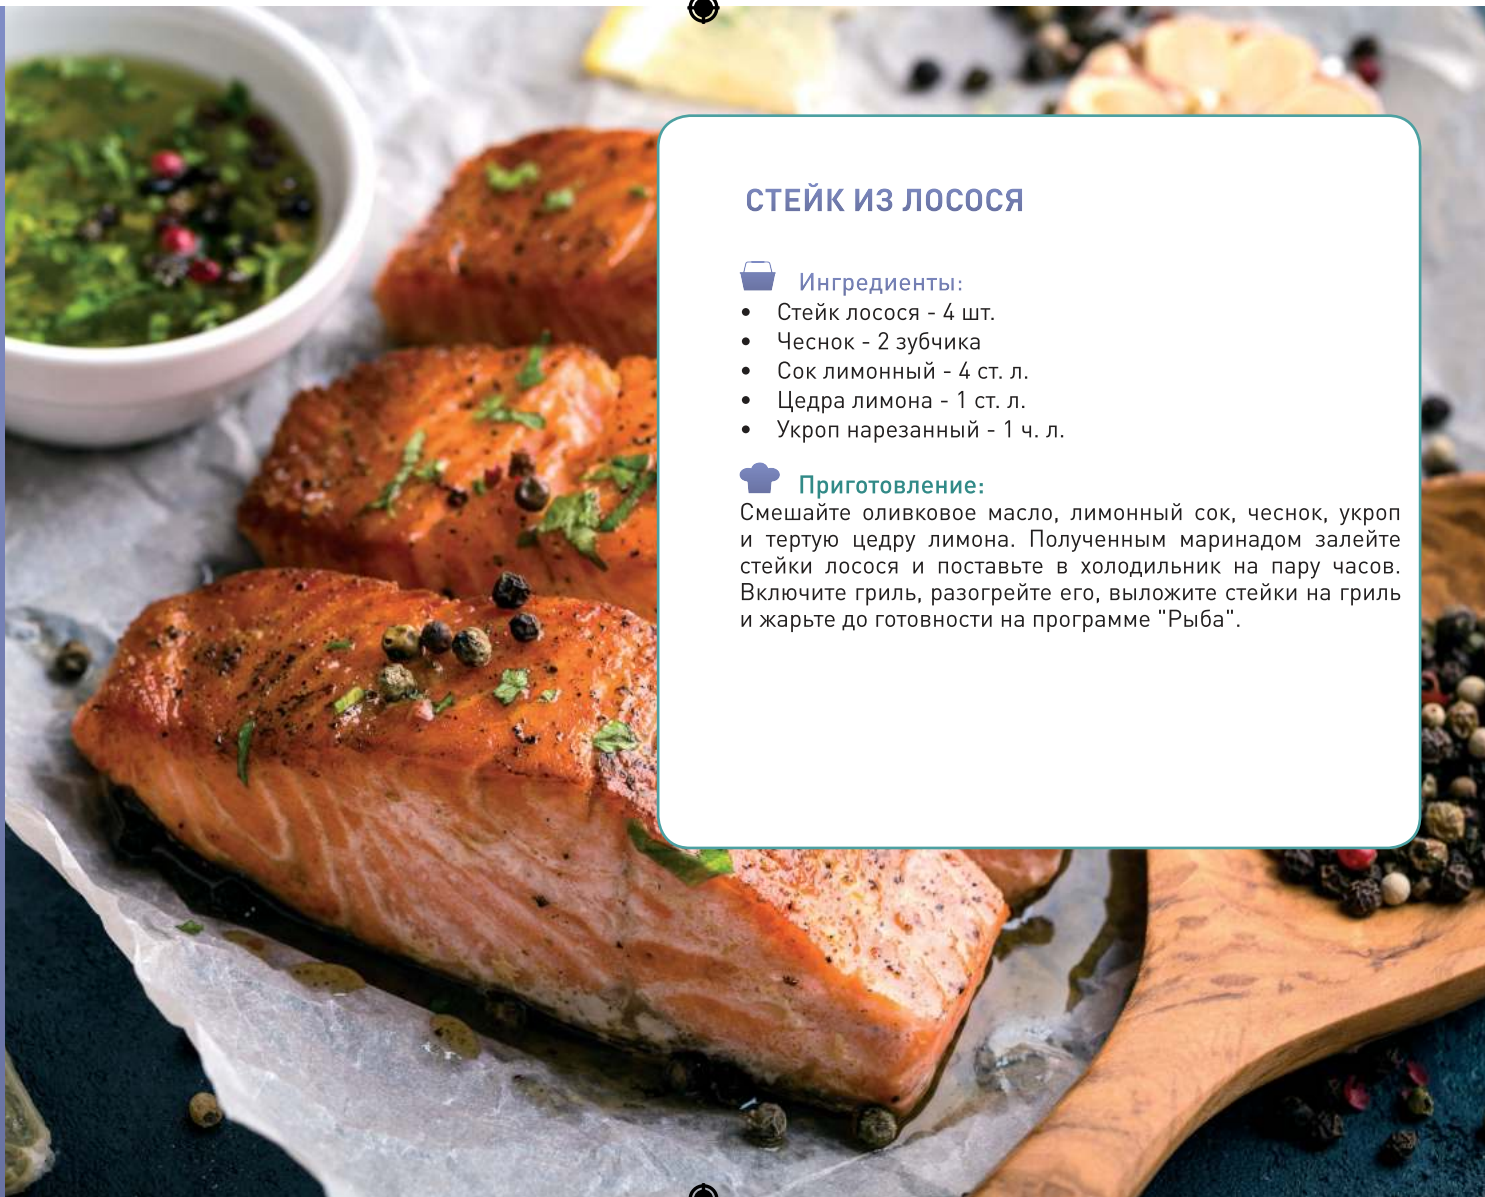 СТЕЙК ИЗ ЛОСОСЯ
Ингредиенты:
• Стейк лосося - 4 шт.
• Чеснок - 2 зубчика
• Сок лимонный - 4 ст. л.
• Цедра лимона - 1 ст. л.
• Укроп нарезанный - 1 ч. л.
Приготовление:
Смешайте оливковое масло, лимонный сок, чеснок, укроп
и тертую цедру лимона. Полученным маринадом залейте
стейки лосося и поставьте в холодильник на пару часов.
Включите гриль, разогрейте его, выложите стейки на гриль
и жарьте до готовности на программе "Рыба".